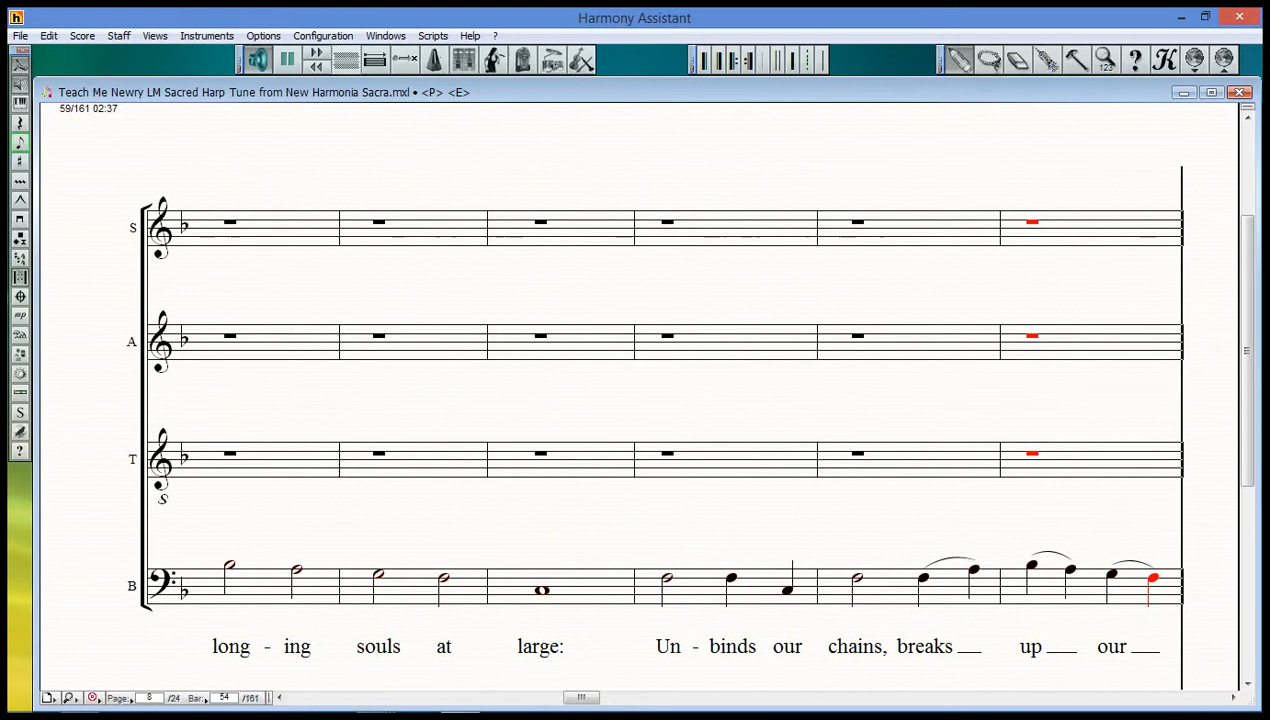 Harmony Assistant
File Edit Score Staff Views Instruments Options Configuration Windows Options Scripts Help ?
Teach Me Newry LM Sacred Harp Tune from New Harmonia Sacra.mxl • <P> <E>
59/161 02:37
S
A
T
B
long - ing souls at large: Un - binds our chains, breaks up our
Page: 8 /24 Bar: 54 /161